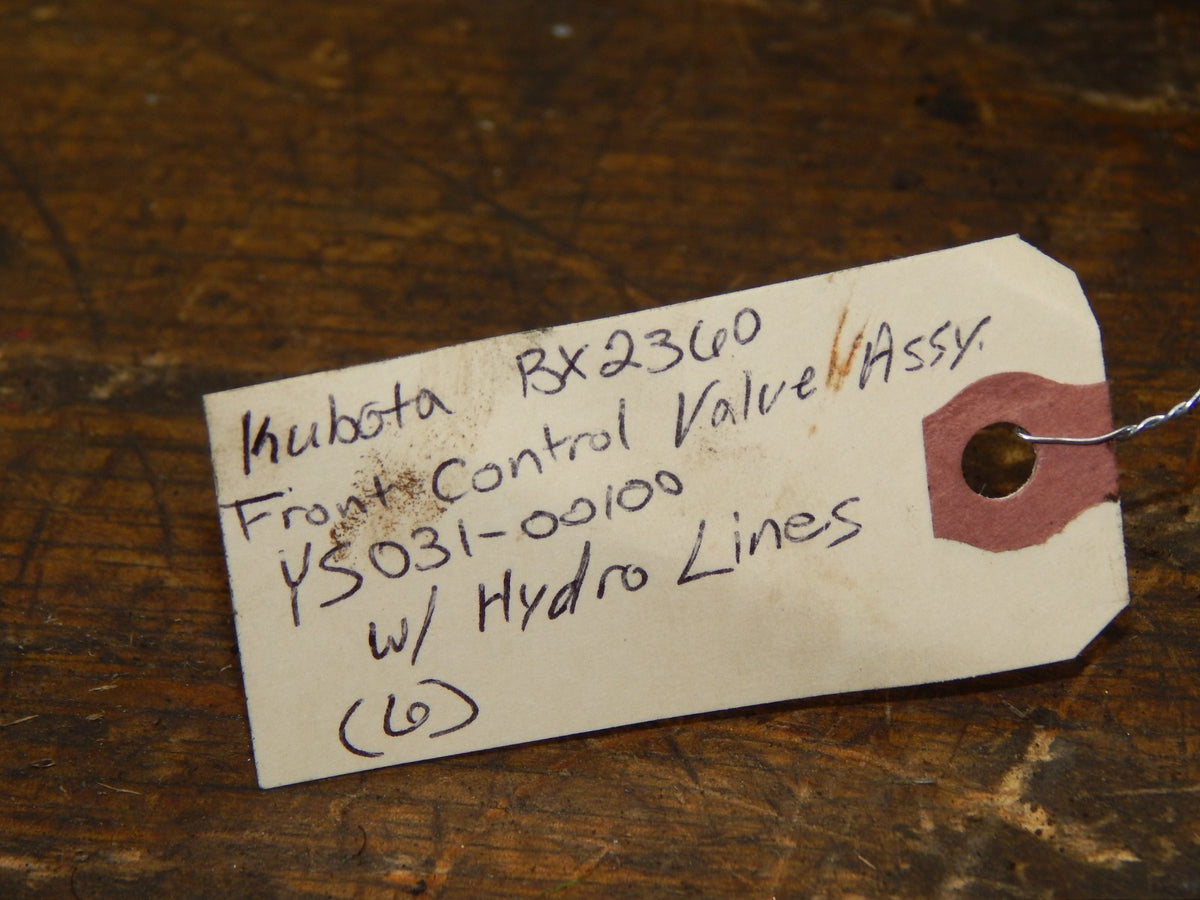 Kubota BX2360
Front Control Valve Assy.
YS031-00100
w/ Hydro Lines
(6)